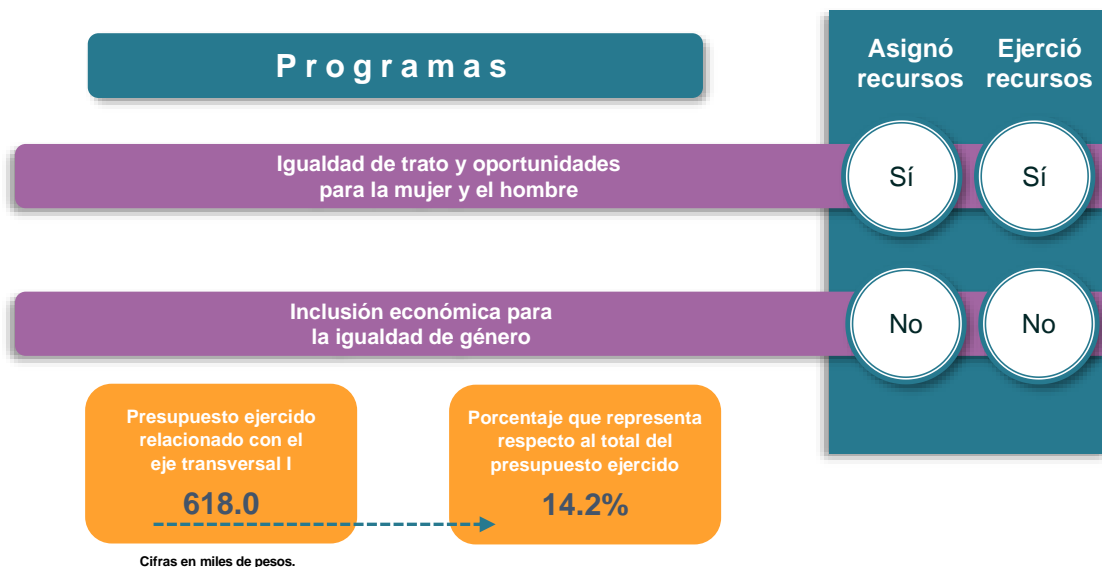 Programas
Asignó
recursos
Ejerció
recursos
Igualdad de trato y oportunidades
para la mujer y el hombre
Sí
Sí
Inclusión económica para
la igualdad de género
No
No
Presupuesto ejercido
relacionado con el
eje transversal I
618.0
Porcentaje que representa
respecto al total del
presupuesto ejercido
14.2%
Cifras en miles de pesos.